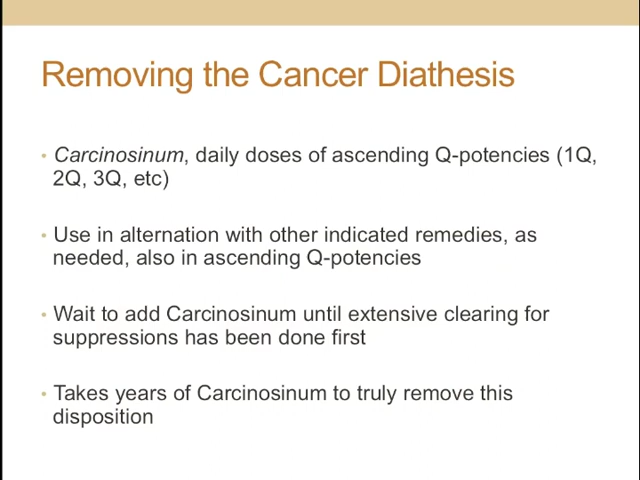 Removing the Cancer Diathesis
• Carcinosinum, daily doses of ascending Q-potencies (1Q,
2Q, 3Q, etc)
• Use in alternation with other indicated remedies, as
needed, also in ascending Q-potencies
• Wait to add Carcinosinum until extensive clearing for
suppressions has been done first
• Takes years of Carcinosinum to truly remove this
disposition